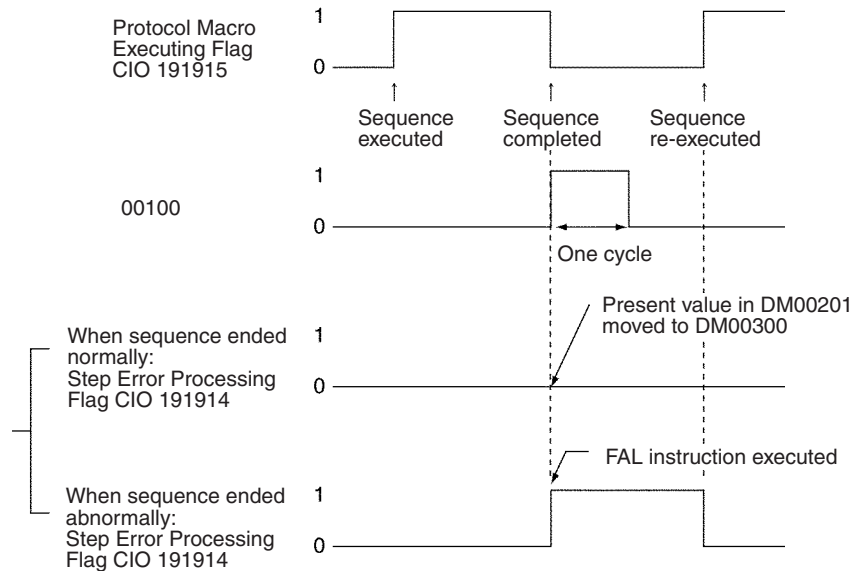 Protocol Macro
Executing Flag
CIO 191915
1
0
Sequence
executed
Sequence
completed
Sequence
re-executed
00100
1
0
One cycle
Present value in DM00201
moved to DM00300
When sequence ended
normally:
Step Error Processing
Flag CIO 191914
1
0
FAL instruction executed
When sequence ended
abnormally:
Step Error Processing
Flag CIO 191914
1
0